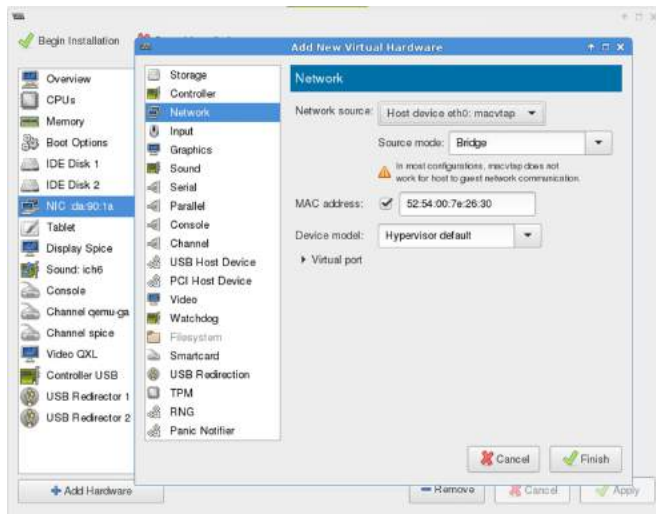 Begin Installation
Add New Virtual Hardware
Overview
CPUs
Memory
Boot Options
IDE Disk 1
IDE Disk 2
NIC :da:90:1a
Tablet
Display Spice
Sound: ich6
Console
Channel qemu-ga
Channel spice
Video QXL
Controller USB
USB Redirector 1
USB Redirector 2
Add Hardware
Storage
Controller
Network
Input
Graphics
Sound
Serial
Parallel
Console
Channel
USB Host Device
PCI Host Device
Video
Watchdog
Filesystem
Smartcard
USB Redirection
TPM
RNG
Panic Notifier
Network
Network source: Host device eth0: macvtap
Source mode: Bridge
In most configurations, macvtap does not
work for host to guest network communication.
MAC address: 52:54:00:7e:26:30
Device model: Hypervisor default
Virtual port
Cancel Finish
Remove Cancel Apply